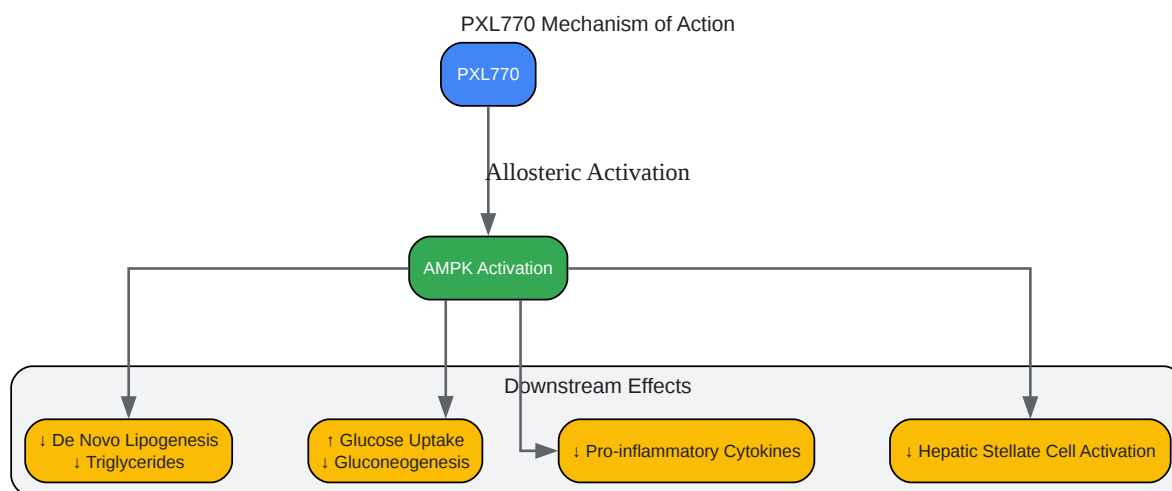 PXL770 Mechanism of Action
PXL770
Allosteric Activation
AMPK Activation
Downstream Effects
↓ De Novo Lipogenesis
↓ Triglycerides
↑ Glucose Uptake
↓ Gluconeogenesis
↓ Pro-inflammatory Cytokines
↓ Hepatic Stellate Cell Activation